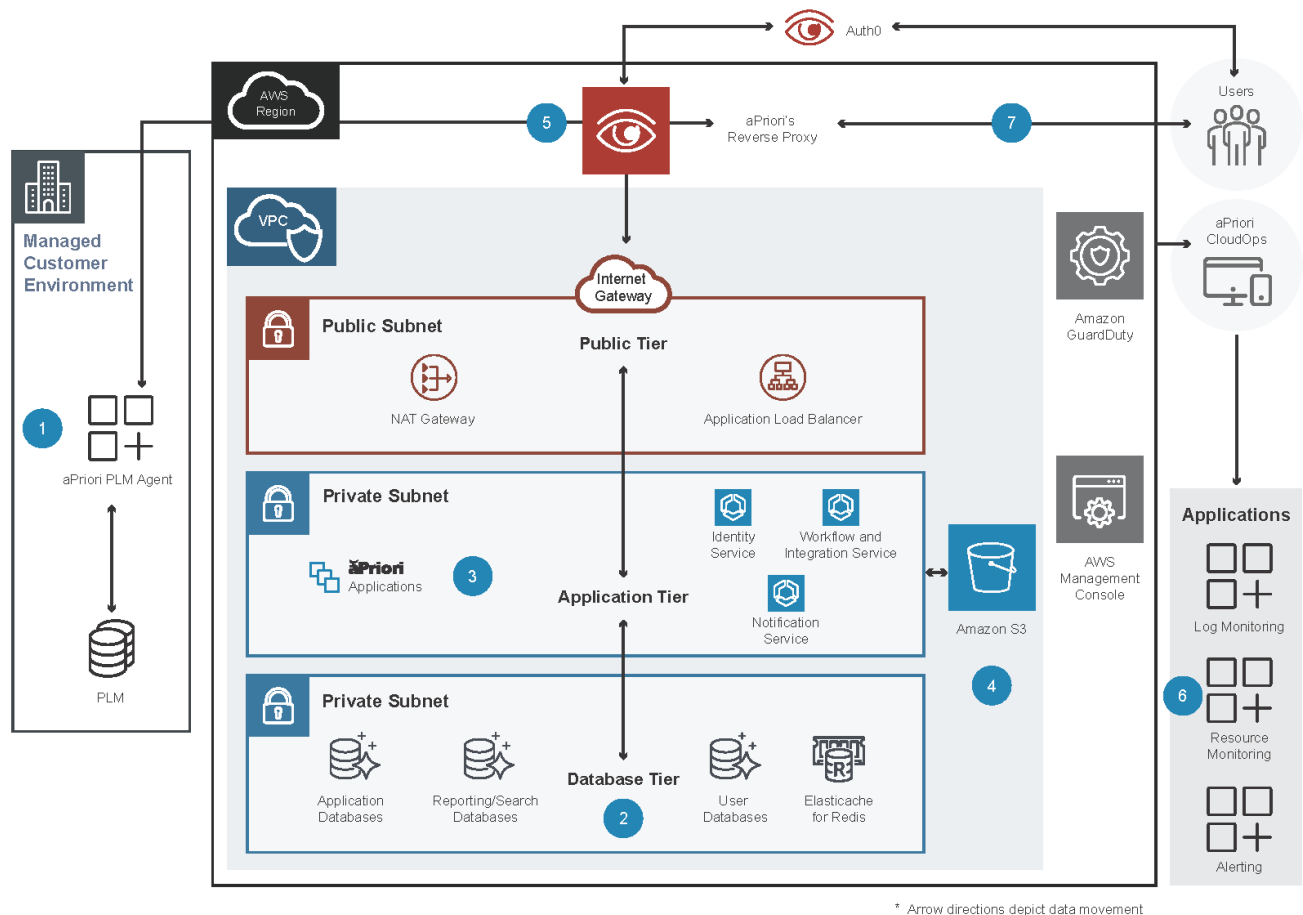 Auth0
AWS
Region
5
aPriori's
Reverse Proxy
7
Users
Managed
Customer
Environment
1
aPriori PLM Agent
PLM
VPC
Internet
Gateway
Public Subnet
Public Tier
NAT Gateway
Application Load Balancer
Private Subnet
aPriori
Applications
3
Identity
Service
Workflow and
Integration Service
Notification
Service
Application Tier
Amazon S3
4
Private Subnet
Application
Databases
Reporting/Search
Databases
Database Tier
2
User
Databases
R
Elasticache
for Redis
Amazon
GuardDuty
AWS
Management
Console
aPriori
CloudOps
Applications
Log Monitoring
6
Resource
Monitoring
Alerting
* Arrow directions depict data movement